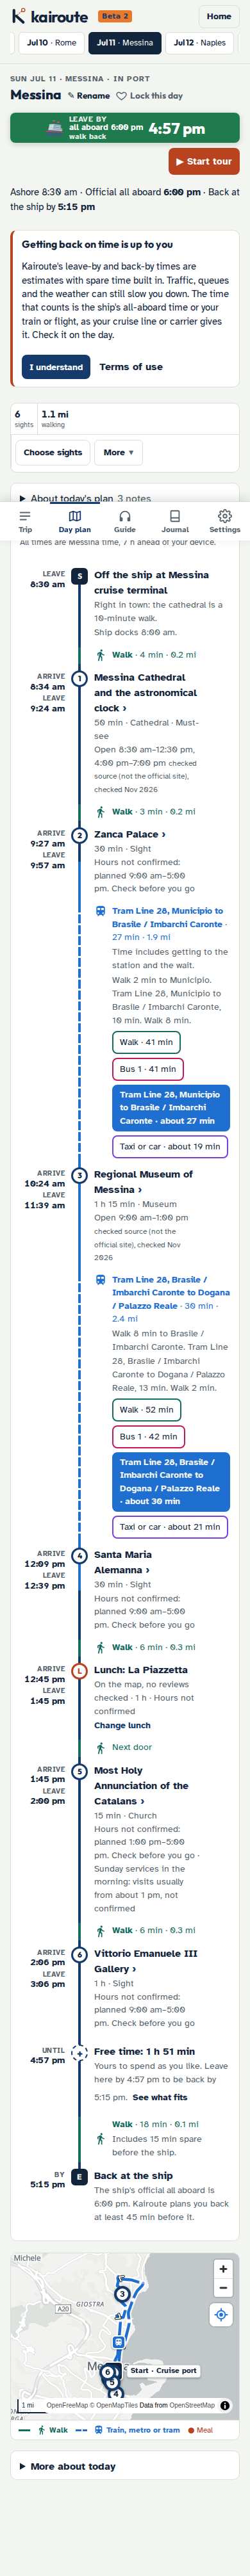 kairoute Beta 2 Home
Jul 10 · Rome Jul 11 · Messina Jul 12 · Naples
SUN JUL 11 · MESSINA · IN PORT
Messina ✎ Rename Lock this day
LEAVE BY
all aboard 6:00 pm 4:57 pm
walk back
▶ Start tour
Ashore 8:30 am · Official all aboard 6:00 pm · Back at
the ship by 5:15 pm
Getting back on time is up to you
Kairoute's leave-by and back-by times are
estimates with spare time built in. Traffic, queues
and the weather can still slow you down. The time
that counts is the ship's all-aboard time or your
train or flight, as your cruise line or carrier gives
it. Check it on the day.
I understand Terms of use
6 1.1 mi
sights walking
Choose sights More ▼
▶ About today's plan 3 notes
Trip Day plan Guide Journal Settings
All times are Messina time, 7 h ahead of your device.
LEAVE
8:30 am
S
Off the ship at Messina
cruise terminal
Right in town: the cathedral is a
10-minute walk.
Ship docks 8:00 am.
Walk · 4 min · 0.2 mi
ARRIVE
8:34 am
LEAVE
9:24 am
1
Messina Cathedral
and the astronomical
clock ›
50 min · Cathedral · Must-
see
Open 8:30 am–12:30 pm,
4:00 pm–7:00 pm checked
source (not the official site),
checked Nov 2026
Walk · 3 min · 0.2 mi
ARRIVE
9:27 am
LEAVE
9:57 am
2
Zanca Palace ›
30 min · Sight
Hours not confirmed:
planned 9:00 am–5:00
pm. Check before you go
Tram Line 28, Municipio to
Brasile / Imbarchi Caronte ·
27 min · 1.9 mi
Time includes getting to the
station and the wait.
Walk 2 min to Municipio.
Tram Line 28, Municipio to
Brasile / Imbarchi Caronte,
10 min. Walk 8 min.
Walk · 41 min
Bus 1 · 41 min
Tram Line 28, Municipio
to Brasile / Imbarchi
Caronte · about 27 min
Taxi or car · about 19 min
ARRIVE
10:24 am
LEAVE
11:39 am
3
Regional Museum of
Messina ›
1 h 15 min · Museum
Open 9:00 am–1:00 pm
checked source (not the
official site), checked Nov
2026
Tram Line 28, Brasile /
Imbarchi Caronte to Dogana
/ Palazzo Reale · 30 min ·
2.4 mi
Walk 8 min to Brasile /
Imbarchi Caronte. Tram Line
28, Brasile / Imbarchi
Caronte to Dogana / Palazzo
Reale, 13 min. Walk 2 min.
Walk · 52 min
Bus 1 · 42 min
Tram Line 28, Brasile /
Imbarchi Caronte to
Dogana / Palazzo Reale
· about 30 min
Taxi or car · about 21 min
ARRIVE
12:09 pm
LEAVE
12:39 pm
4
Santa Maria
Alemanna ›
30 min · Sight
Hours not confirmed:
planned 9:00 am–5:00
pm. Check before you go
Walk · 6 min · 0.3 mi
ARRIVE
12:45 pm
LEAVE
1:45 pm
L
Lunch: La Piazzetta
On the map, no reviews
checked · 1 h · Hours not
confirmed
Change lunch
Next door
ARRIVE
1:45 pm
LEAVE
2:00 pm
5
Most Holy
Annunciation of the
Catalans ›
15 min · Church
Hours not confirmed:
planned 1:00 pm–5:00
pm. Check before you go ·
Sunday services in the
morning: visits usually
from about 1 pm, not
confirmed
Walk · 6 min · 0.3 mi
ARRIVE
2:06 pm
LEAVE
3:06 pm
6
Vittorio Emanuele III
Gallery ›
1 h · Sight
Hours not confirmed:
planned 9:00 am–5:00
pm. Check before you go
UNTIL
4:57 pm
Free time: 1 h 51 min
Yours to spend as you like. Leave
here by 4:57 pm to be back by
5:15 pm. See what fits
Walk · 18 min · 0.1 mi
Includes 15 min spare
before the ship.
BY
5:15 pm
E
Back at the ship
The ship's official all aboard is
6:00 pm. Kairoute plans you back
at least 45 min before it.
Michele
A20 GIOSTRA
3
Start · Cruise port
6
5
4
1 mi
OpenFreeMap © OpenMapTiles Data from OpenStreetMap
Walk Train, metro or tram Meal
▶ More about today